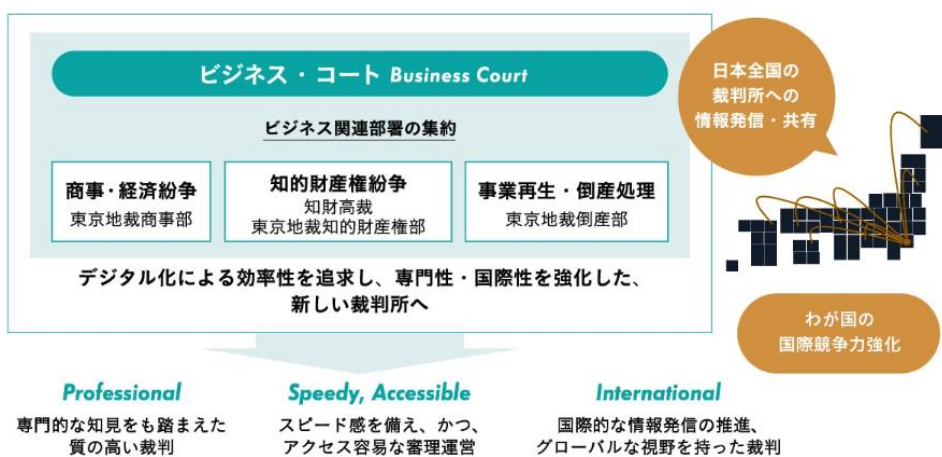 ビジネス・コート Business Court
ビジネス関連部署の集約
商事・経済紛争
東京地裁商事部
知的財産権紛争
知財高裁
東京地裁知的財産権部
事業再生・倒産処理
東京地裁倒産部
デジタル化による効率性を追求し、専門性・国際性を強化した、
新しい裁判所へ
日本全国の
裁判所への
情報発信・共有
わが国の
国際競争力強化
Professional
専門的な知見をも踏まえた
質の高い裁判
Speedy, Accessible
スピード感を備え、かつ、
アクセス容易な審理運営
International
国際的な情報発信の推進、
グローバルな視野を持った裁判